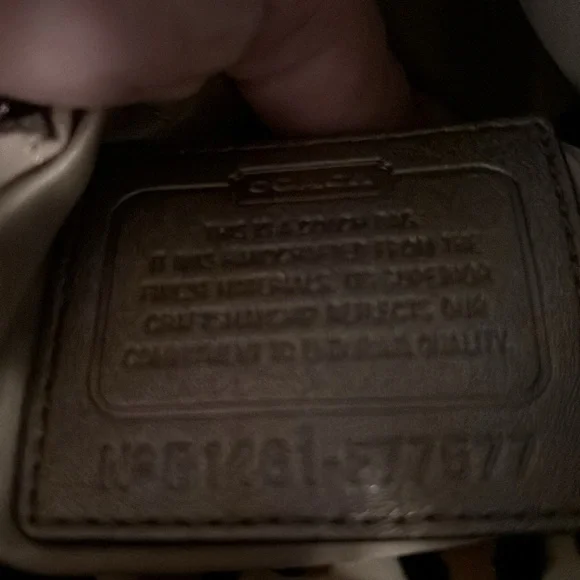 COACH
THIS IS A COACH BAG.
IT WAS HANDCRAFTED FROM THE
FINEST MATERIALS. ITS SUPERIOR
CRAFTSMANSHIP REFLECTS OUR
COMMITMENT TO ENDURING QUALITY.